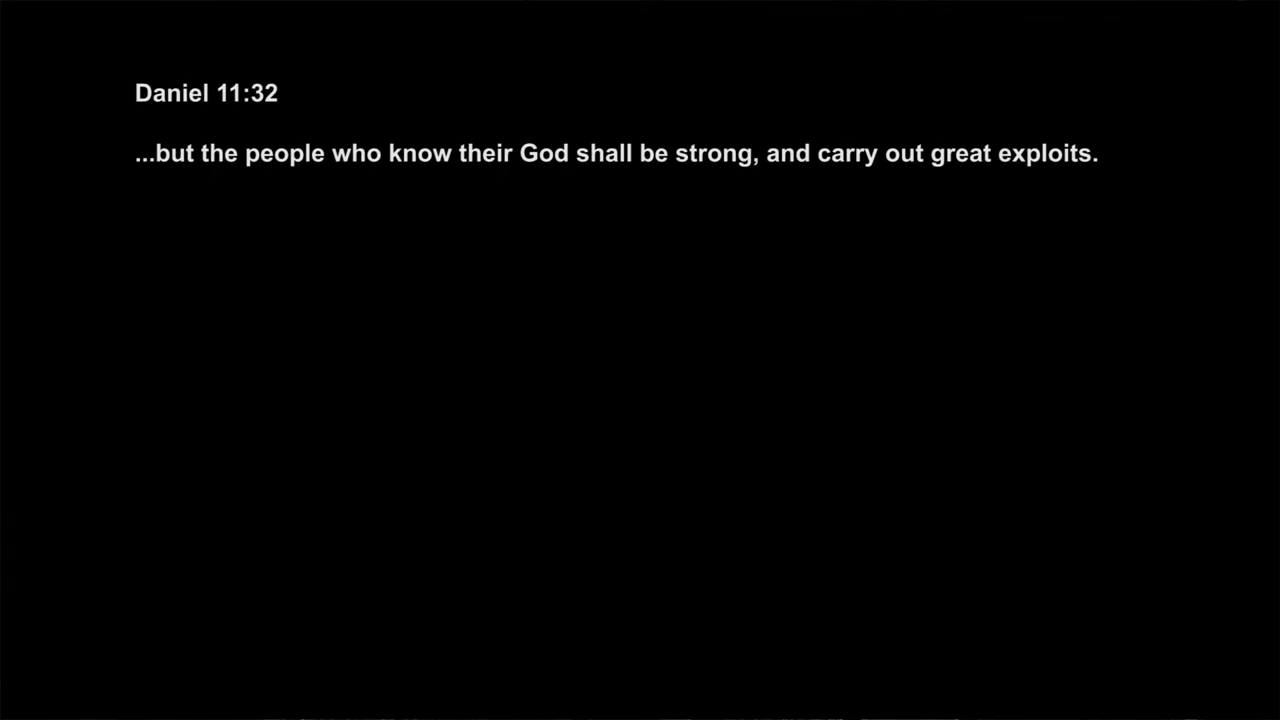 Daniel 11:32
...but the people who know their God shall be strong, and carry out great exploits.